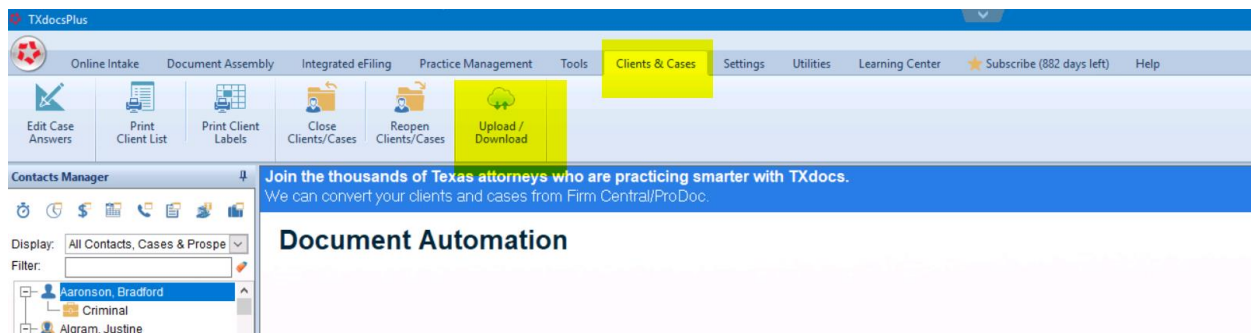 TXdocsPlus
Online Intake Document Assembly Integrated eFiling Practice Management Tools Clients & Cases Settings Utilities Learning Center Subscribe (882 days left) Help
Edit Case
Answers
Print
Client List
Print Client
Labels
Close
Clients/Cases
Reopen
Clients/Cases
Upload /
Download
Contacts Manager
Join the thousands of Texas attorneys who are practicing smarter with TXdocs.
We can convert your clients and cases from Firm Central/ProDoc.
Display: All Contacts, Cases & Prospe
Filter:
Document Automation
Aaronson, Bradford
Criminal
Algram, Justine